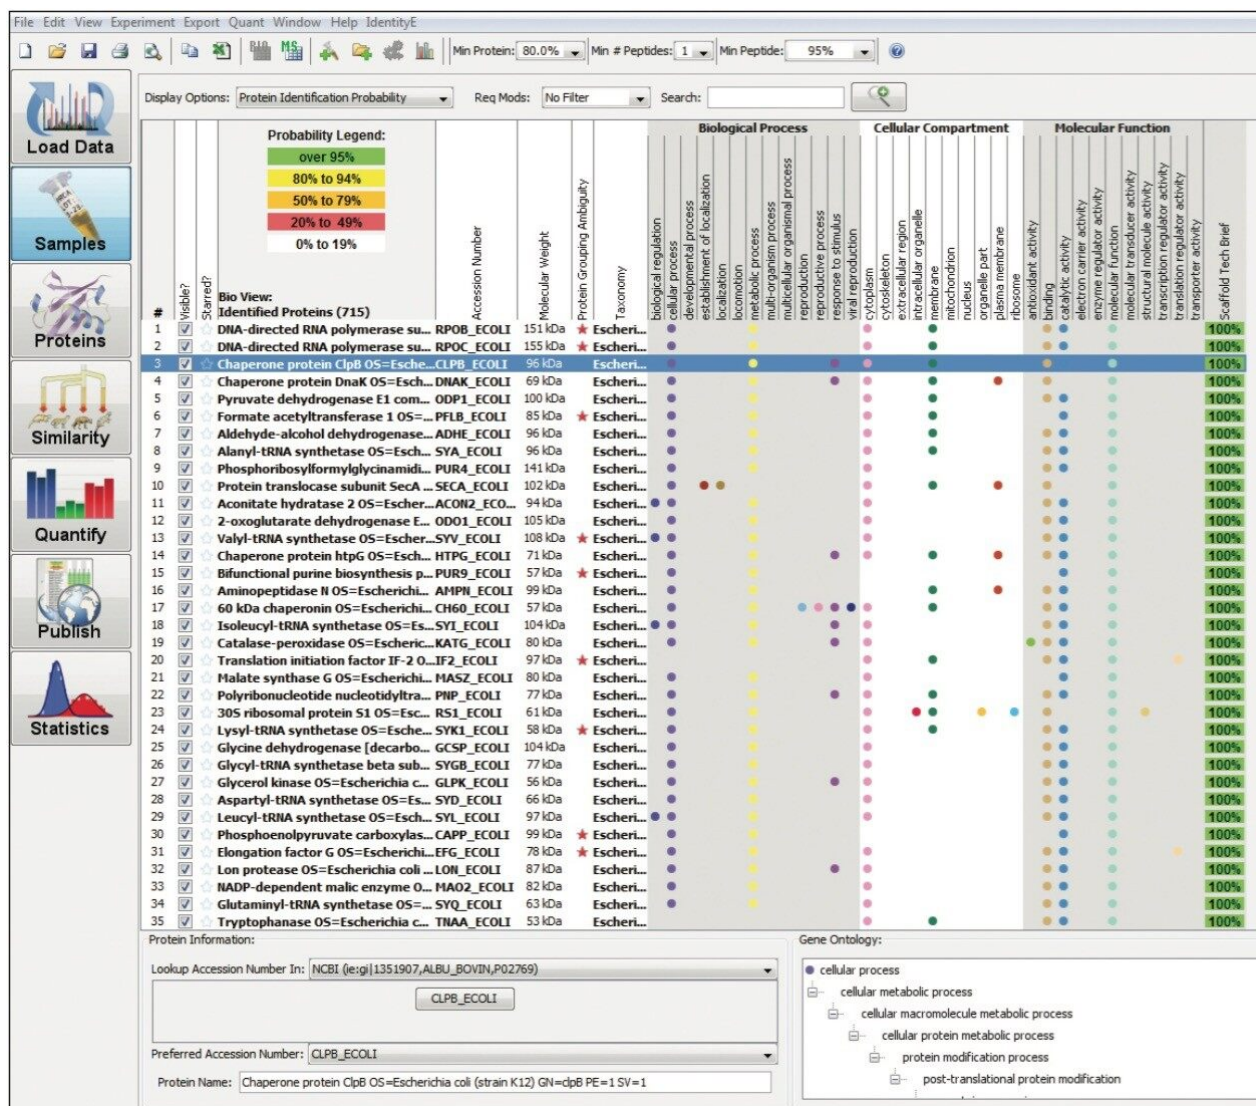 File Edit View Experiment Export Quant Window Help IdentityE
Min Protein: 80.0% Min # Peptides: 1 Min Peptide: 95%
Display Options: Protein Identification Probability Req Mods: No Filter Search:
Load Data
Samples
Proteins
Similarity
Quantify
Publish
Statistics
Probability Legend:
over 95%
80% to 94%
50% to 79%
20% to 49%
0% to 19%
Bio View:
Identified Proteins (715)
#
Visible?
Starred?
Accession Number
Molecular Weight
Protein Grouping Ambiguity
Taxonomy
Biological Process
biological regulation
cellular process
developmental process
establishment of localization
localization
locomotion
metabolic process
multi-organism process
multicellular organismal process
reproduction
reproductive process
response to stimulus
viral reproduction
Cellular Compartment
cytoplasm
cytoskeleton
extracellular region
intracellular organelle
membrane
mitochondrion
nucleus
organelle part
plasma membrane
ribosome
Molecular Function
antioxidant activity
binding
catalytic activity
electron carrier activity
enzyme regulator activity
molecular function
molecular transducer activity
structural molecule activity
transcription regulator activity
translation regulator activity
transporter activity
Scaffold Tech Brief
1 DNA-directed RNA polymerase su... RPOB_ECOLI 151 kDa ★ Escheri... 100%
2 DNA-directed RNA polymerase su... RPOC_ECOLI 155 kDa ★ Escheri... 100%
3 Chaperone protein ClpB OS=Esche... CLPB_ECOLI 96 kDa Escheri... 100%
4 Chaperone protein DnaK OS=Esch... DNAK_ECOLI 69 kDa Escheri... 100%
5 Pyruvate dehydrogenase E1 com... ODP1_ECOLI 100 kDa Escheri... 100%
6 Formate acetyltransferase 1 OS=... PFLB_ECOLI 85 kDa ★ Escheri... 100%
7 Aldehyde-alcohol dehydrogenase... ADHE_ECOLI 96 kDa Escheri... 100%
8 Alanyl-tRNA synthetase OS=Esch... SYA_ECOLI 96 kDa Escheri... 100%
9 Phosphoribosylformylglycinamidi... PUR4_ECOLI 141 kDa Escheri... 100%
10 Protein translocase subunit SecA ... SECA_ECOLI 102 kDa Escheri... 100%
11 Aconitate hydratase 2 OS=Escher... ACON2_ECO... 94 kDa Escheri... 100%
12 2-oxoglutarate dehydrogenase E... ODO1_ECOLI 105 kDa Escheri... 100%
13 Valyl-tRNA synthetase OS=Escher... SYV_ECOLI 108 kDa ★ Escheri... 100%
14 Chaperone protein htpG OS=Esch... HTPG_ECOLI 71 kDa Escheri... 100%
15 Bifunctional purine biosynthesis p... PUR9_ECOLI 57 kDa ★ Escheri... 100%
16 Aminopeptidase N OS=Escherichi... AMPN_ECOLI 99 kDa Escheri... 100%
17 60 kDa chaperonin OS=Escherichi... CH60_ECOLI 57 kDa Escheri... 100%
18 Isoleucyl-tRNA synthetase OS=Es... SYI_ECOLI 104 kDa Escheri... 100%
19 Catalase-peroxidase OS=Escheric... KATG_ECOLI 80 kDa Escheri... 100%
20 Translation initiation factor IF-2 O... IF2_ECOLI 97 kDa ★ Escheri... 100%
21 Malate synthase G OS=Escherichi... MASZ_ECOLI 80 kDa Escheri... 100%
22 Polyribonucleotide nucleotidyltra... PNP_ECOLI 77 kDa Escheri... 100%
23 30S ribosomal protein S1 OS=Esc... RS1_ECOLI 61 kDa Escheri... 100%
24 Lysyl-tRNA synthetase OS=Esche... SYK1_ECOLI 58 kDa ★ Escheri... 100%
25 Glycine dehydrogenase [decarbo... GCSP_ECOLI 104 kDa Escheri... 100%
26 Glycyl-tRNA synthetase beta sub... SYGB_ECOLI 77 kDa Escheri... 100%
27 Glycerol kinase OS=Escherichia c... GLPK_ECOLI 56 kDa Escheri... 100%
28 Aspartyl-tRNA synthetase OS=Es... SYD_ECOLI 66 kDa Escheri... 100%
29 Leucyl-tRNA synthetase OS=Esch... SYL_ECOLI 97 kDa Escheri... 100%
30 Phosphoenolpyruvate carboxylas... CAPP_ECOLI 99 kDa ★ Escheri... 100%
31 Elongation factor G OS=Escherichi... EFG_ECOLI 78 kDa ★ Escheri... 100%
32 Lon protease OS=Escherichia coli ... LON_ECOLI 87 kDa Escheri... 100%
33 NADP-dependent malic enzyme O... MAO2_ECOLI 82 kDa Escheri... 100%
34 Glutaminyl-tRNA synthetase OS=... SYQ_ECOLI 63 kDa Escheri... 100%
35 Tryptophanase OS=Escherichia c... TNAA_ECOLI 53 kDa Escheri... 100%
Protein Information:
Lookup Accession Number In: NCBI (ie:gi|1351907,ALBU_BOVIN,P02769)
CLPB_ECOLI
Preferred Accession Number: CLPB_ECOLI
Protein Name: Chaperone protein ClpB OS=Escherichia coli (strain K12) GN=clpB PE=1 SV=1
Gene Ontology:
cellular process
cellular metabolic process
cellular macromolecule metabolic process
cellular protein metabolic process
protein modification process
post-translational protein modification